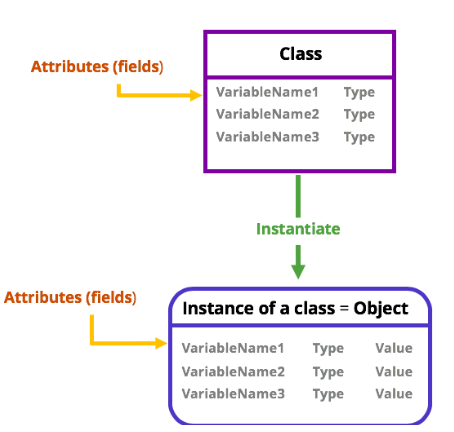 Class
Attributes (fields)
VariableName1 Type
VariableName2 Type
VariableName3 Type
Instantiate
Attributes (fields)
Instance of a class = Object
VariableName1 Type Value
VariableName2 Type Value
VariableName3 Type Value